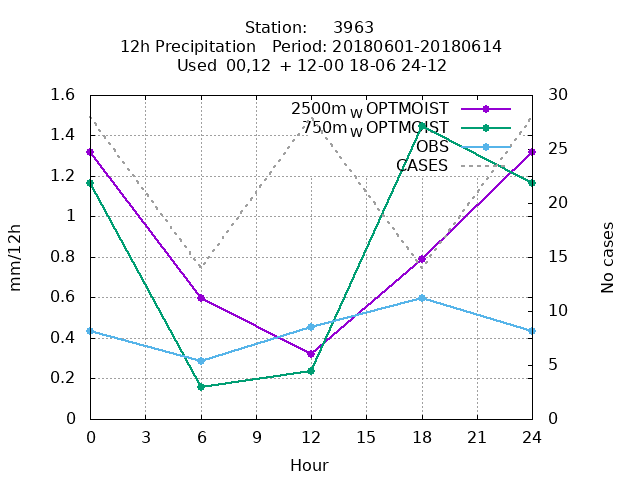 Station: 3963
12h Precipitation Period: 20180601-20180614
Used 00,12 + 12-00 18-06 24-12
2500m W OPTMOIST
750m W OPTMOIST
OBS
CASES
1.6
1.4
1.2
1
0.8
0.6
0.4
0.2
0
30
25
20
15
10
5
0
mm/12h
No cases
0 3 6 9 12 15 18 21 24
Hour